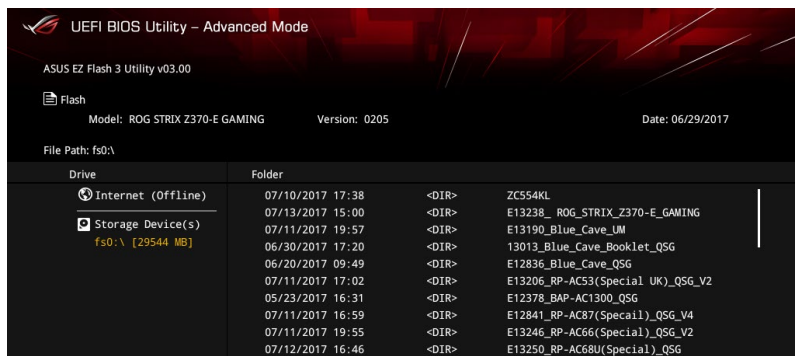 UEFI BIOS Utility – Advanced Mode
ASUS EZ Flash 3 Utility v03.00
Flash
Model: ROG STRIX Z370-E GAMING Version: 0205 Date: 06/29/2017
File Path: fs0:\
Drive Folder
Internet (Offline) 07/10/2017 17:38 <DIR> ZC554KL
07/13/2017 15:00 <DIR> E13238_ ROG_STRIX_Z370-E_GAMING
Storage Device(s) 07/11/2017 19:57 <DIR> E13190_Blue_Cave_UM
fs0:\ [29544 MB] 06/30/2017 17:20 <DIR> 13013_Blue_Cave_Booklet_QSG
06/20/2017 09:49 <DIR> E12836_Blue_Cave_QSG
07/11/2017 17:02 <DIR> E13206_RP-AC53(Special UK)_QSG_V2
05/23/2017 16:31 <DIR> E12378_BAP-AC1300_QSG
07/11/2017 16:59 <DIR> E12841_RP-AC87(Specail)_QSG_V4
07/11/2017 19:55 <DIR> E13246_RP-AC66(Special)_QSG_V2
07/12/2017 16:46 <DIR> E13250_RP-AC68U(Special)_QSG